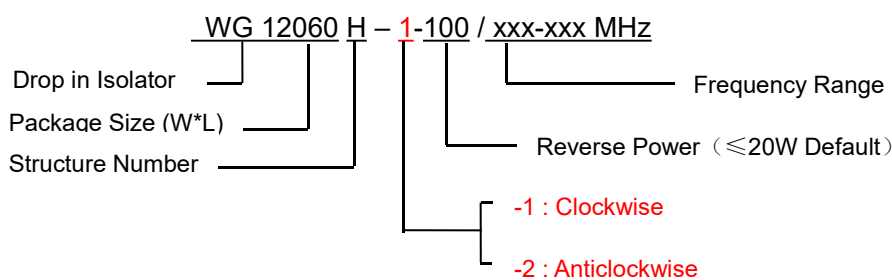 WG 12060 H – 1-100 / xxx-xxx MHz
Drop in Isolator
Frequency Range
Package Size (W*L)
Reverse Power（≤20W Default）
Structure Number
-1 : Clockwise
-2 : Anticlockwise